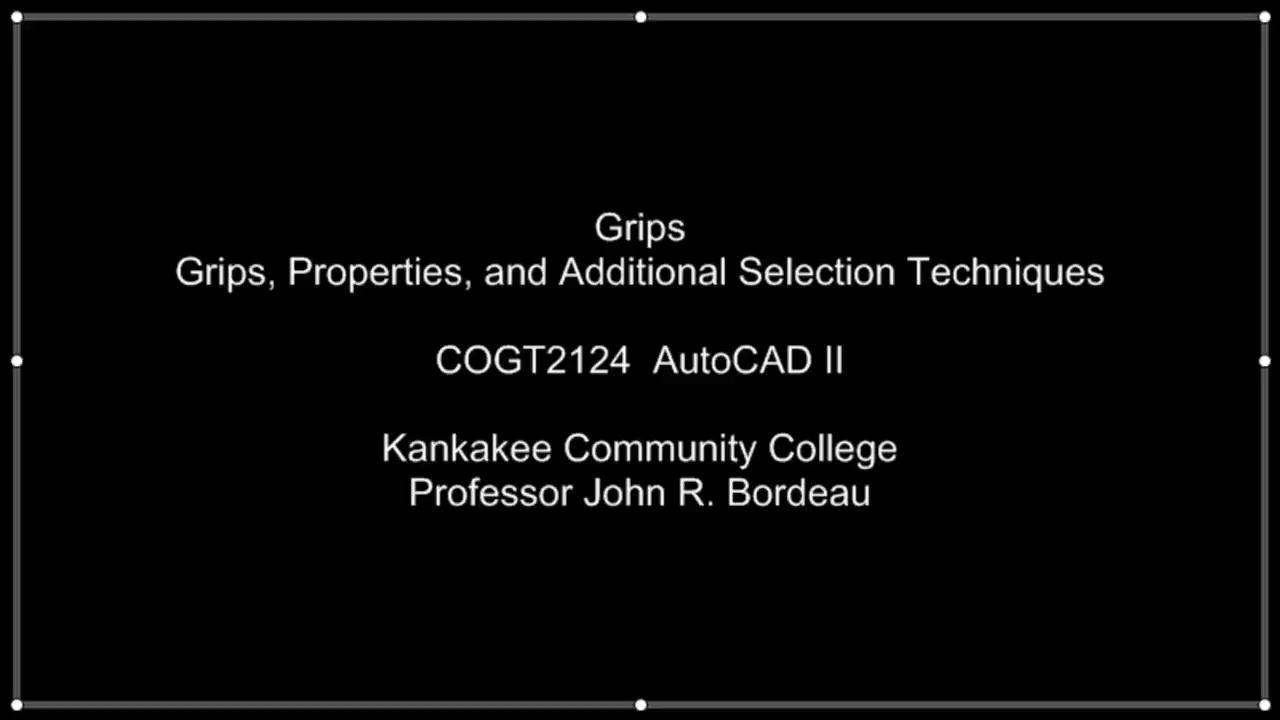 Grips
Grips, Properties, and Additional Selection Techniques
COGT2124 AutoCAD II
Kankakee Community College
Professor John R. Bordeau